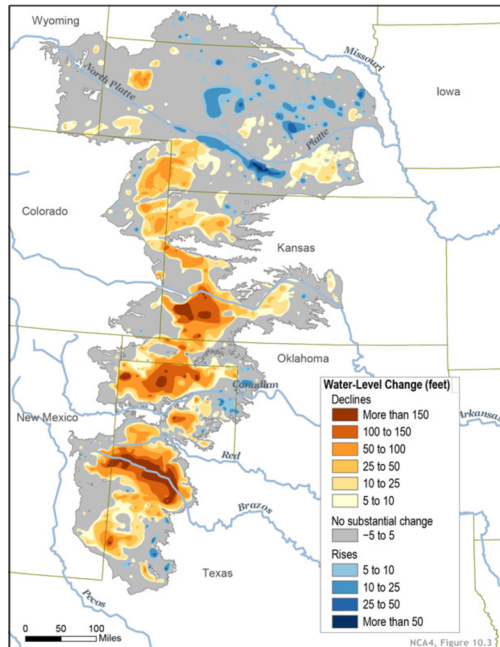 Wyoming
Missouri
North Platte
Iowa
Platte
Colorado
Kansas
Oklahoma
Canadian
Water-Level Change (feet)
Declines
More than 150
100 to 150
50 to 100
25 to 50
10 to 25
5 to 10
No substantial change
−5 to 5
Rises
5 to 10
10 to 25
25 to 50
More than 50
Arkansas
New Mexico
Red
Brazos
Texas
Pecos
0 50 100
Miles
NCA4, Figure 10.3